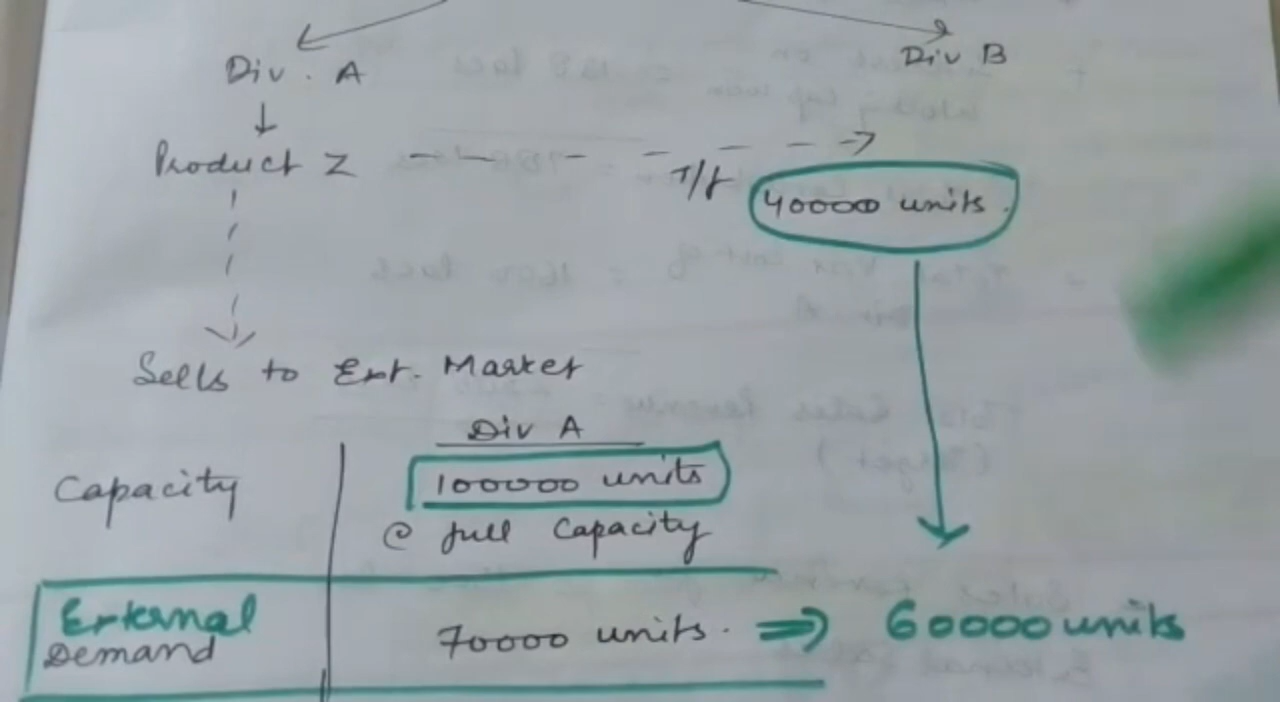 Div. A
Div B
Product Z
T/f
40000 units.
Sells to Ext. Market
Div A
Capacity
100000 units
@ full capacity
External
Demand
70000 units. ⇒ 60000 units